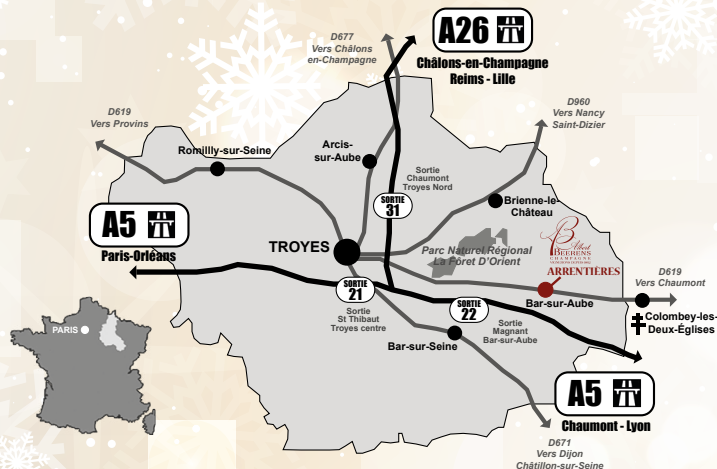 A26
Châlons-en-Champagne
Reims - Lille
D677
Vers Châlons
en-Champagne
D619
Vers Provins
D960
Vers Nancy
Saint-Dizier
Romilly-sur-Seine
Arcis-
sur-Aube
Sortie
Chaumont
Troyes Nord
SORTIE
31
Brienne-le-
Château
A5
Paris-Orléans
TROYES
Parc Naturel Régional
La Fôret D'Orient
Albert
BEERENS
CHAMPAGNE
ARRENTIÈRES
D619
Vers Chaumont
Bar-sur-Aube
SORTIE
21
SORTIE
22
Sortie
St Thibaut
Troyes centre
Sortie
Magnant
Bar-sur-Aube
Colombey-les-
Deux-Églises
Bar-sur-Seine
PARIS
A5
Chaumont - Lyon
D671
Vers Dijon
Châtillon-sur-Seine